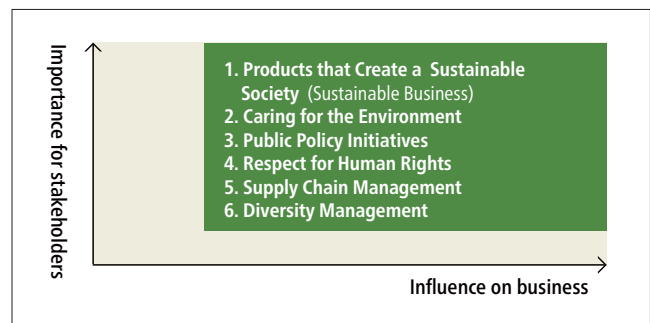 Importance for stakeholders
1. Products that Create a Sustainable
Society (Sustainable Business)
2. Caring for the Environment
3. Public Policy Initiatives
4. Respect for Human Rights
5. Supply Chain Management
6. Diversity Management
Influence on business